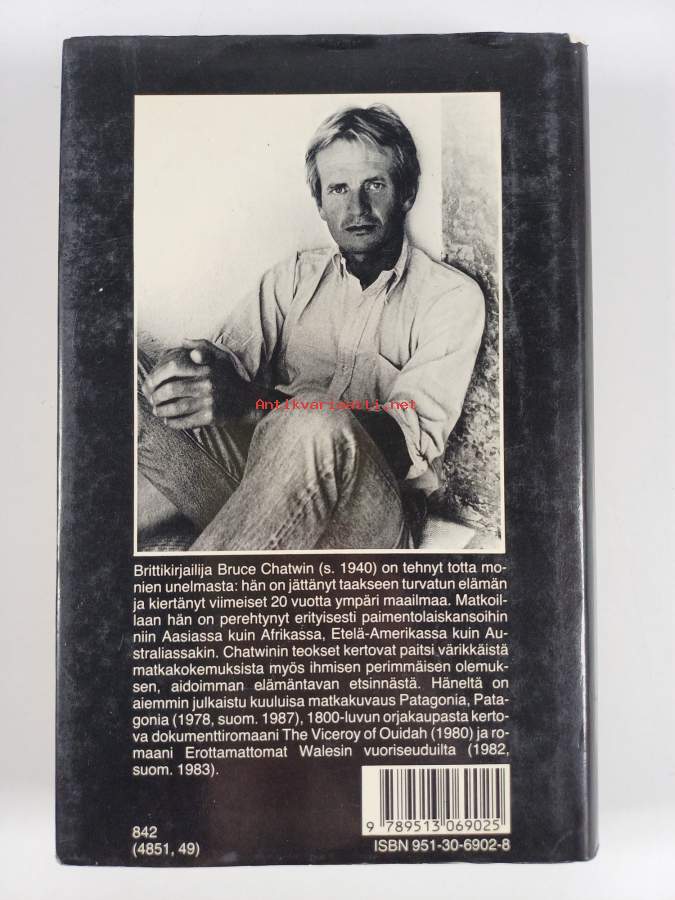 Antikvariaatti.net
Brittikirjailija Bruce Chatwin (s. 1940) on tehnyt totta mo-
nien unelmasta: hän on jättänyt taakseen turvatun elämän
ja kiertänyt viimeiset 20 vuotta ympäri maailmaa. Matkoil-
laan hän on perehtynyt erityisesti paimentolaiskansoihin
niin Aasiassa kuin Afrikassa, Etelä-Amerikassa kuin Au-
straliassakin. Chatwinin teokset kertovat paitsi värikkäistä
matkakokemuksista myös ihmisen perimmäisen olemuk-
sen, aidoimman elämäntavan etsinnästä. Häneltä on
aiemmin julkaistu kuuluisa matkakuvaus Patagonia, Pata-
gonia (1978, suom. 1987), 1800-luvun orjakaupasta kerto-
va dokumenttiromaani The Viceroy of Ouidah (1980) ja ro-
maani Erottamattomat Walesin vuoriseuduilta (1982,
suom. 1983).
842
(4851, 49)
9 789513 069025
ISBN 951-30-6902-8